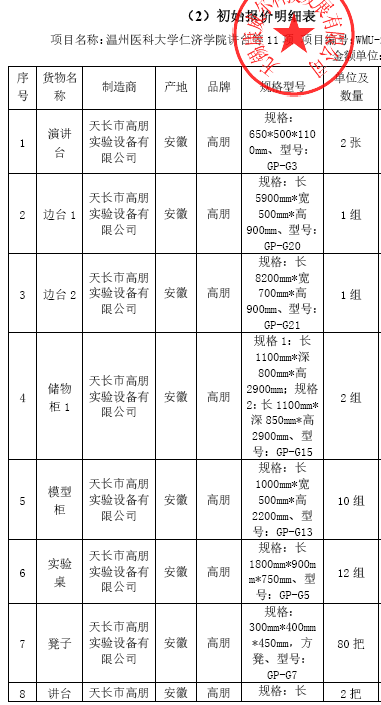 （2）初始报价明细表
项目名称：温州医科大学仁济学院讲台等11项 项目编号：WMU-
金额单位：
序号 货物名称 制造商 产地 品牌 规格型号 单位及数量
1 演讲台 天长市高朋实验设备有限公司 安徽 高朋 规格：650*500*1100mm、型号：GP-G3 2 张
2 边台 1 天长市高朋实验设备有限公司 安徽 高朋 规格：长5900mm*宽500mm*高900mm、型号：GP-G20 1 组
3 边台 2 天长市高朋实验设备有限公司 安徽 高朋 规格：长8200mm*宽700mm*高900mm、型号：GP-G21 1 组
4 储物柜 1 天长市高朋实验设备有限公司 安徽 高朋 规格 1：长1100mm*深800mm*高2900mm；规格2：长 1100mm*深 850mm*高2900mm、型号：GP-G15 2 组
5 模型柜 天长市高朋实验设备有限公司 安徽 高朋 规格：长1000mm*宽500mm*高2200mm、型号：GP-G13 10 组
6 实验桌 天长市高朋实验设备有限公司 安徽 高朋 规格：长1800mm*900mm*750mm、型号：GP-G5 12 组
7 凳子 天长市高朋实验设备有限公司 安徽 高朋 规格：300mm*400mm*450mm，方凳、型号：GP-G7 80 把
8 讲台 天长市高朋 安徽 高朋 规格：长 2 把